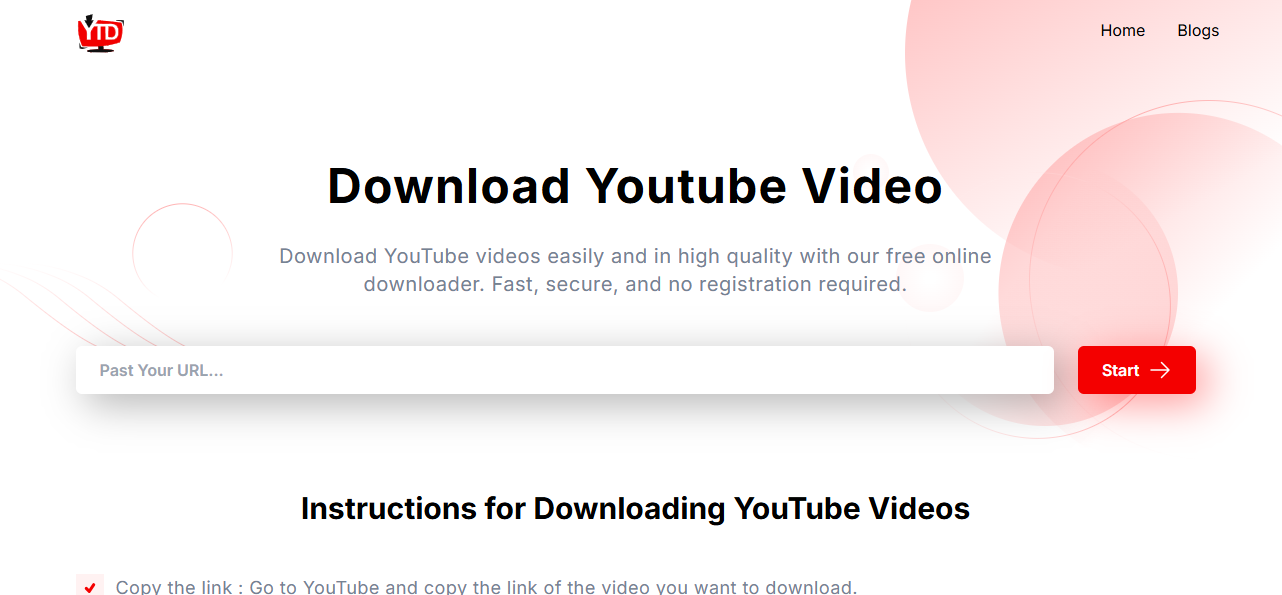 YTD
Home
Blogs
Download Youtube Video
Download YouTube videos easily and in high quality with our free online
downloader. Fast, secure, and no registration required.
Past Your URL...
Start
Instructions for Downloading YouTube Videos
Copy the link : Go to YouTube and copy the link of the video you want to download.